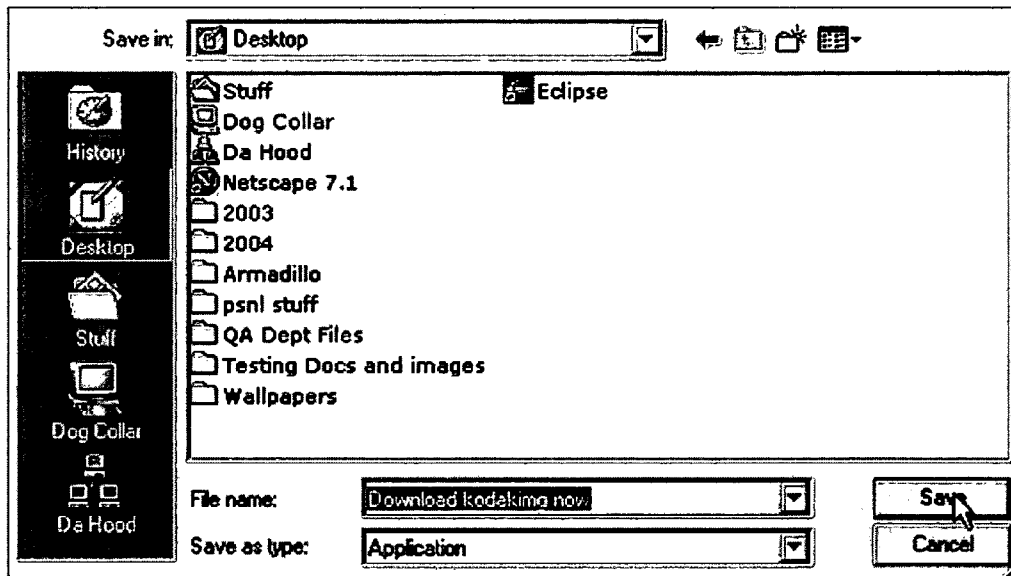 Save in: Desktop
History
Desktop
Stuff
Dog Collar
Da Hood
Stuff
Dog Collar
Da Hood
Netscape 7.1
2003
2004
Armadillo
psnl stuff
QA Dept Files
Testing Docs and images
Wallpapers
Eclipse
File name: Download kodakimg now
Save
Save as type: Application
Cancel